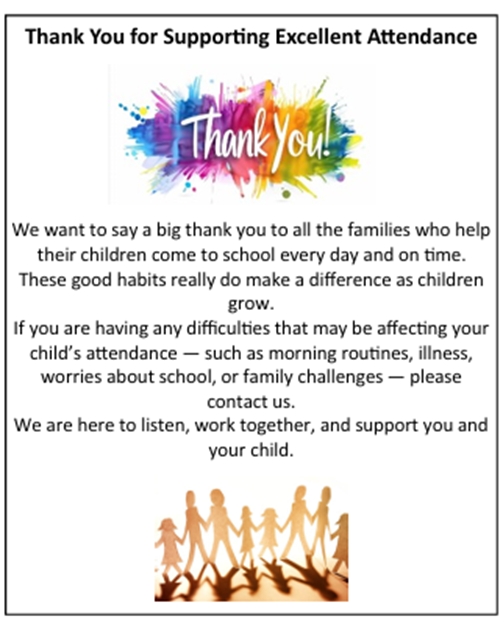 Thank You for Supporting Excellent Attendance
Thank You!
We want to say a big thank you to all the families who help
their children come to school every day and on time.
These good habits really do make a difference as children
grow.
If you are having any difficulties that may be affecting your
child’s attendance — such as morning routines, illness,
worries about school, or family challenges — please
contact us.
We are here to listen, work together, and support you and
your child.